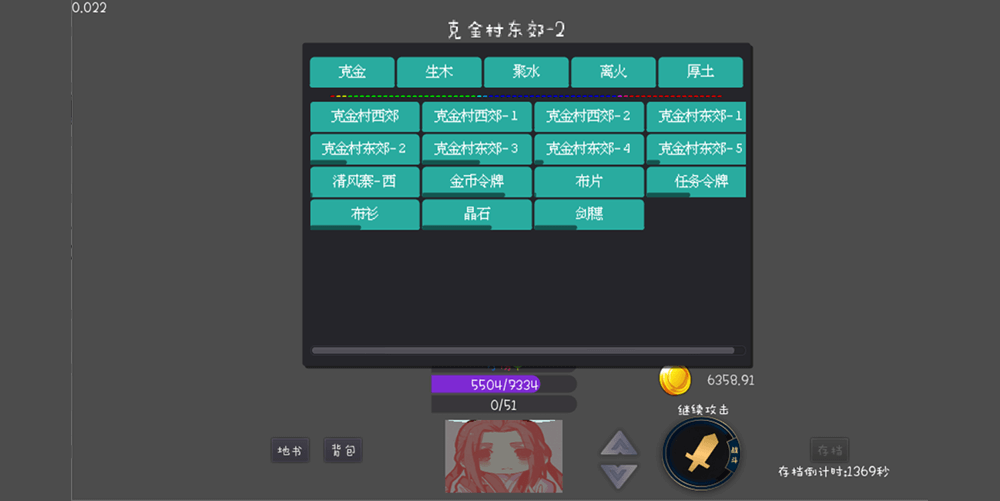 0.022
克金村东郊-2
克金 生木 聚水 离火 厚土
克金村西郊 克金村西郊-1 克金村西郊-2 克金村东郊-1
克金村东郊-2 克金村东郊-3 克金村东郊-4 克金村东郊-5
清风寨-西 金币令牌 布片 任务令牌
布衫 晶石 剑穗
5504/9334
6358.91
0/51
继续攻击
地书 背包 战斗 存档
存档倒计时:1369秒